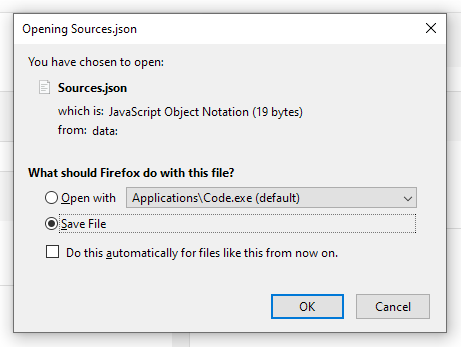 Opening Sources.json
You have chosen to open:
Sources.json
which is: JavaScript Object Notation (19 bytes)
from: data:
What should Firefox do with this file?
Open with Applications\Code.exe (default)
Save File
Do this automatically for files like this from now on.
OK Cancel